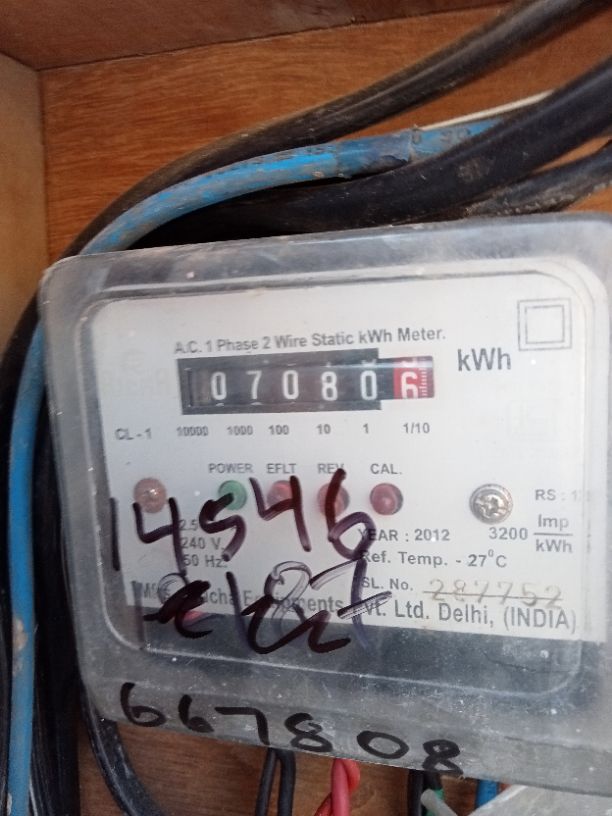 A.C. 1 Phase 2 Wire Static kWh Meter.
070806 kWh
CL - 1 10000 1000 100 10 1 1/10
POWER EFLT REV CAL.
RS :
14546
240 V. YEAR : 2012 3200 Imp/kWh
50 Hz. Ref. Temp. - 27°C
SL. No. 287752
Pvt. Ltd. Delhi, (INDIA)
667808